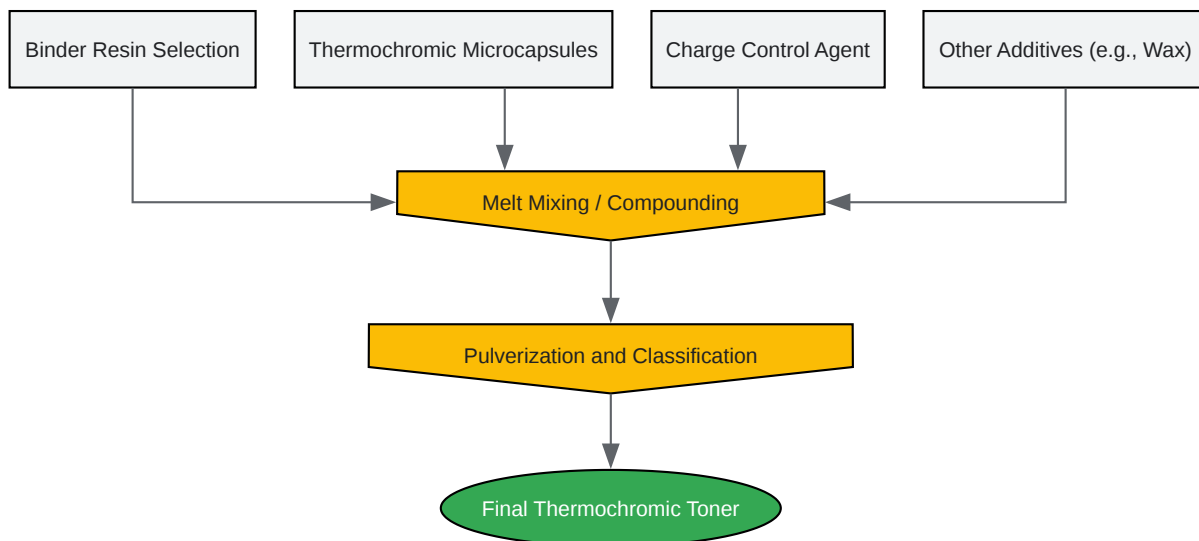 Binder Resin Selection
Thermochromic Microcapsules
Charge Control Agent
Other Additives (e.g., Wax)
Melt Mixing / Compounding
Pulverization and Classification
Final Thermochromic Toner